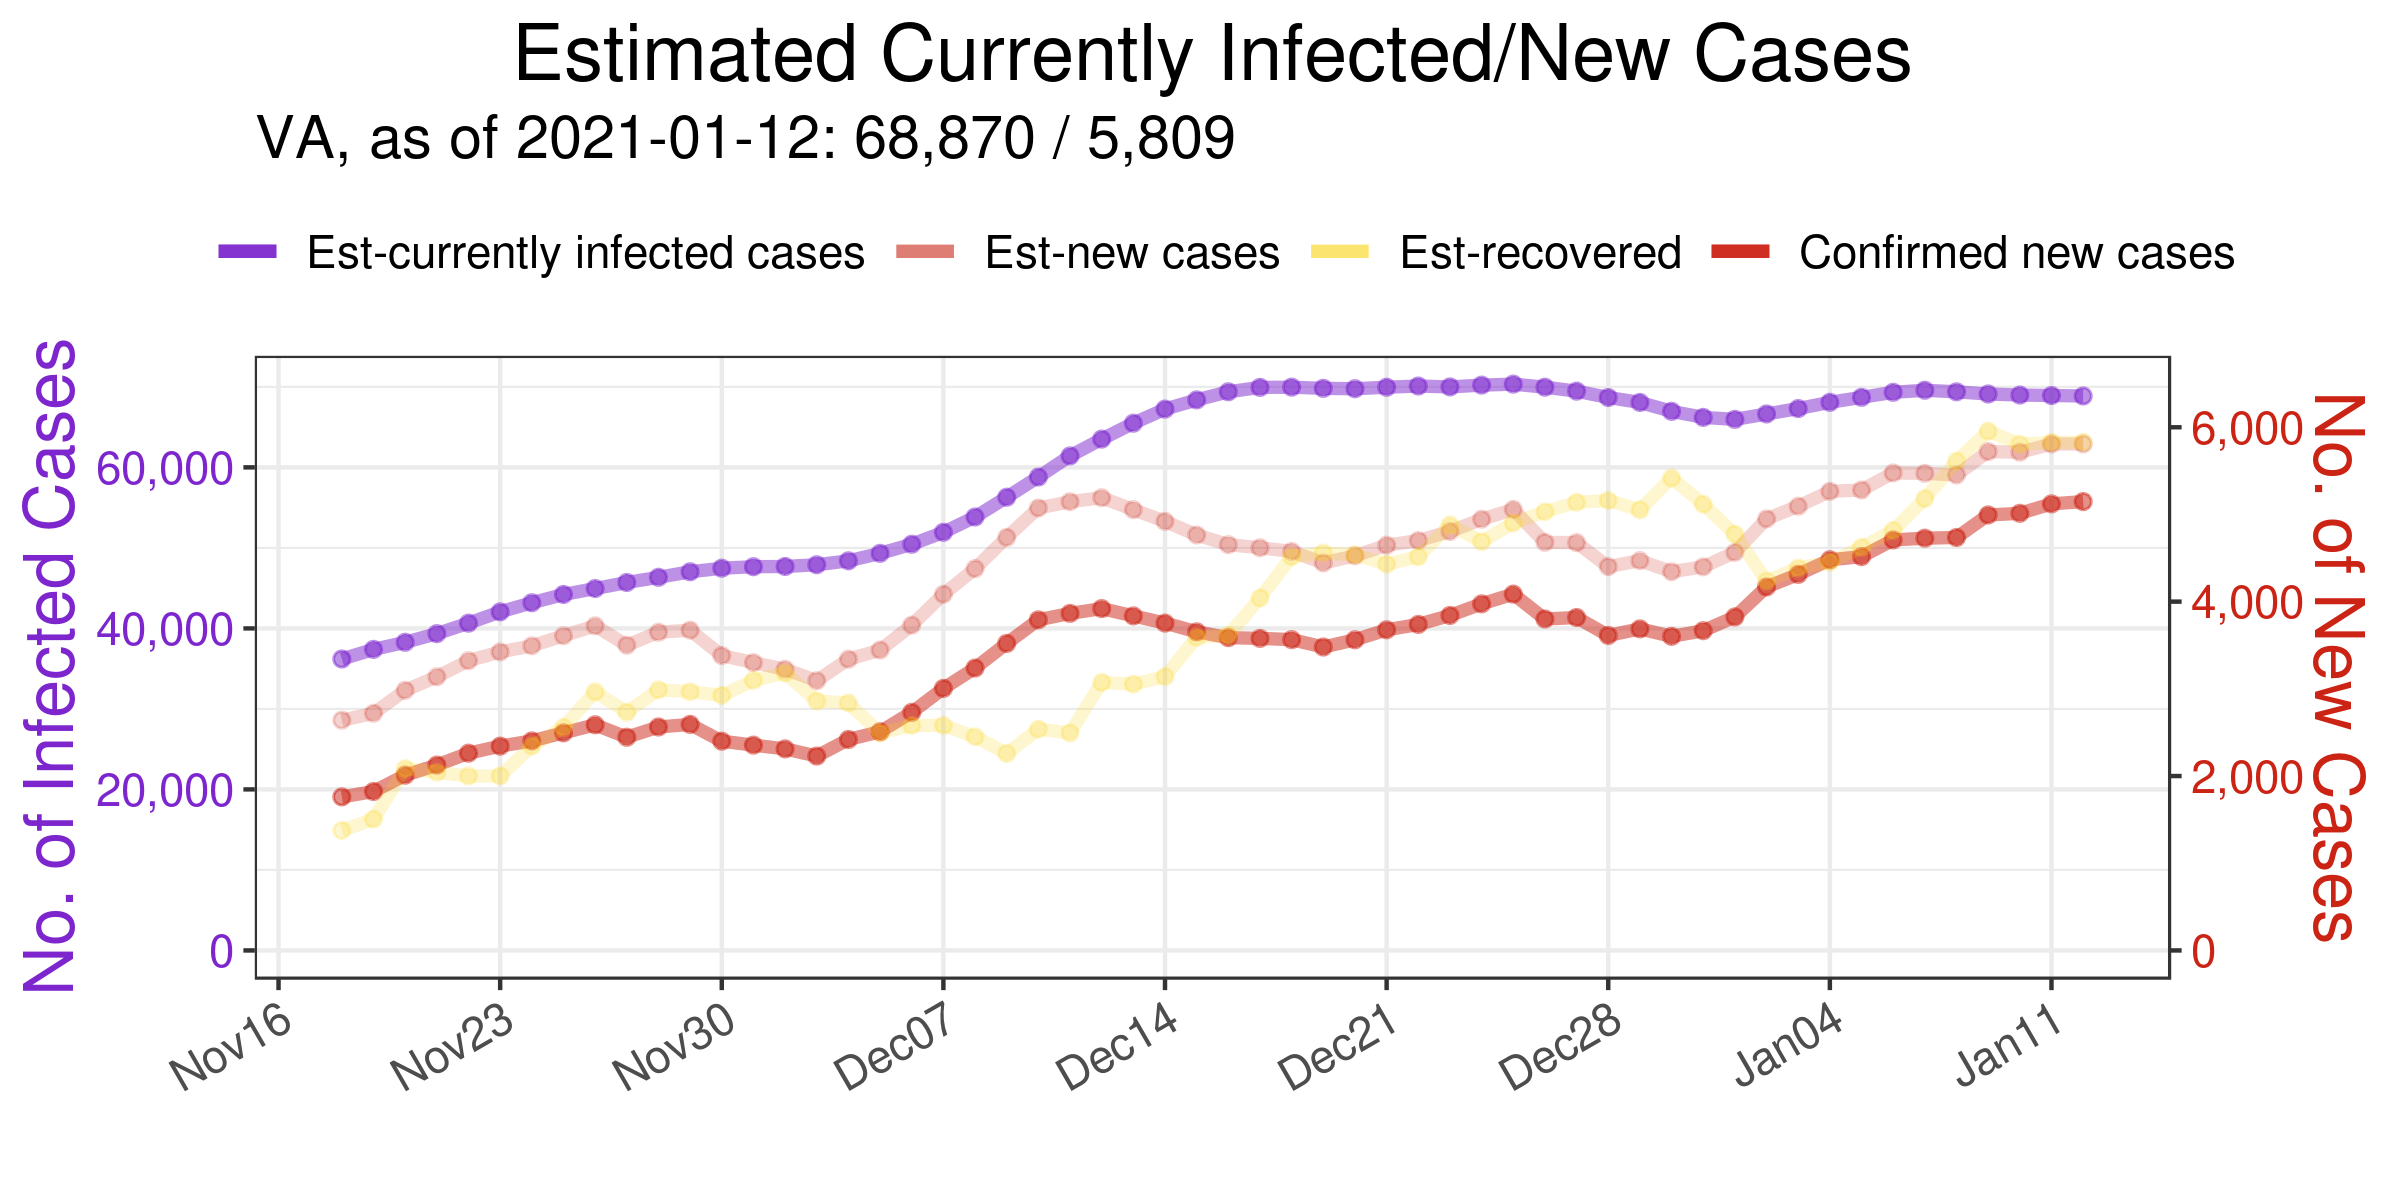 Estimated Currently Infected/New Cases
VA, as of 2021-01-12: 68,870 / 5,809
Est-currently infected cases Est-new cases Est-recovered Confirmed new cases
No. of Infected Cases
60,000
40,000
20,000
0
6,000
4,000
2,000
0
No. of New Cases
Nov16 Nov23 Nov30 Dec07 Dec14 Dec21 Dec28 Jan04 Jan11